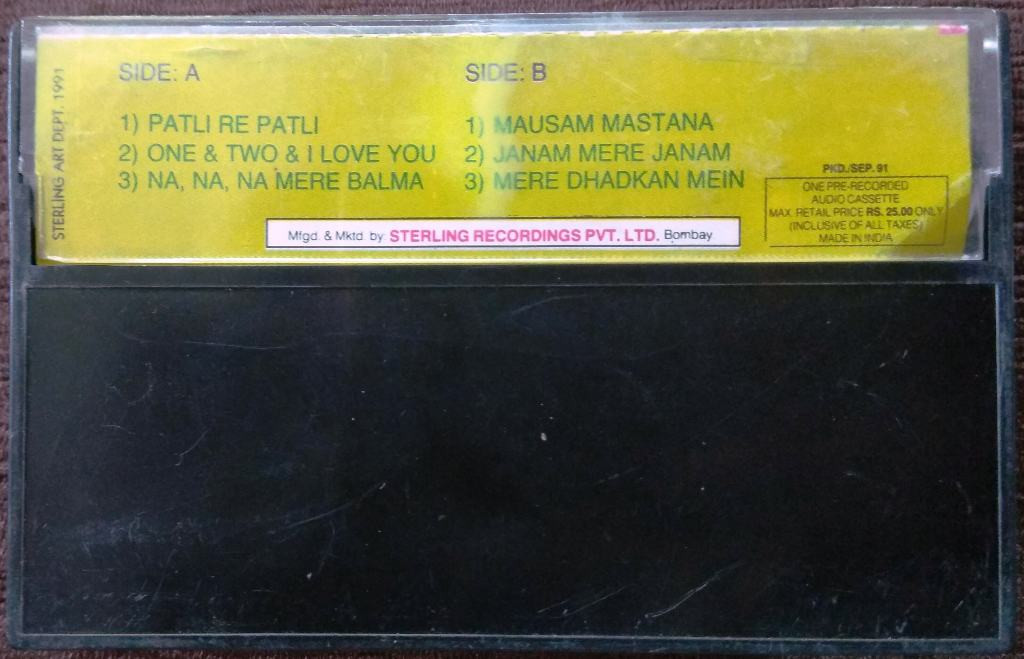 STERLING ART DEPT. 1991
SIDE: A
1) PATLI RE PATLI
2) ONE & TWO & I LOVE YOU
3) NA, NA, NA MERE BALMA
SIDE: B
1) MAUSAM MASTANA
2) JANAM MERE JANAM
3) MERE DHADKAN MEIN
PKD./SEP. 91
ONE PRE-RECORDED
AUDIO CASSETTE
MAX. RETAIL PRICE RS. 25.00 ONLY
(INCLUSIVE OF ALL TAXES)
MADE IN INDIA
Mfgd. & Mktd. by: STERLING RECORDINGS PVT. LTD. Bombay